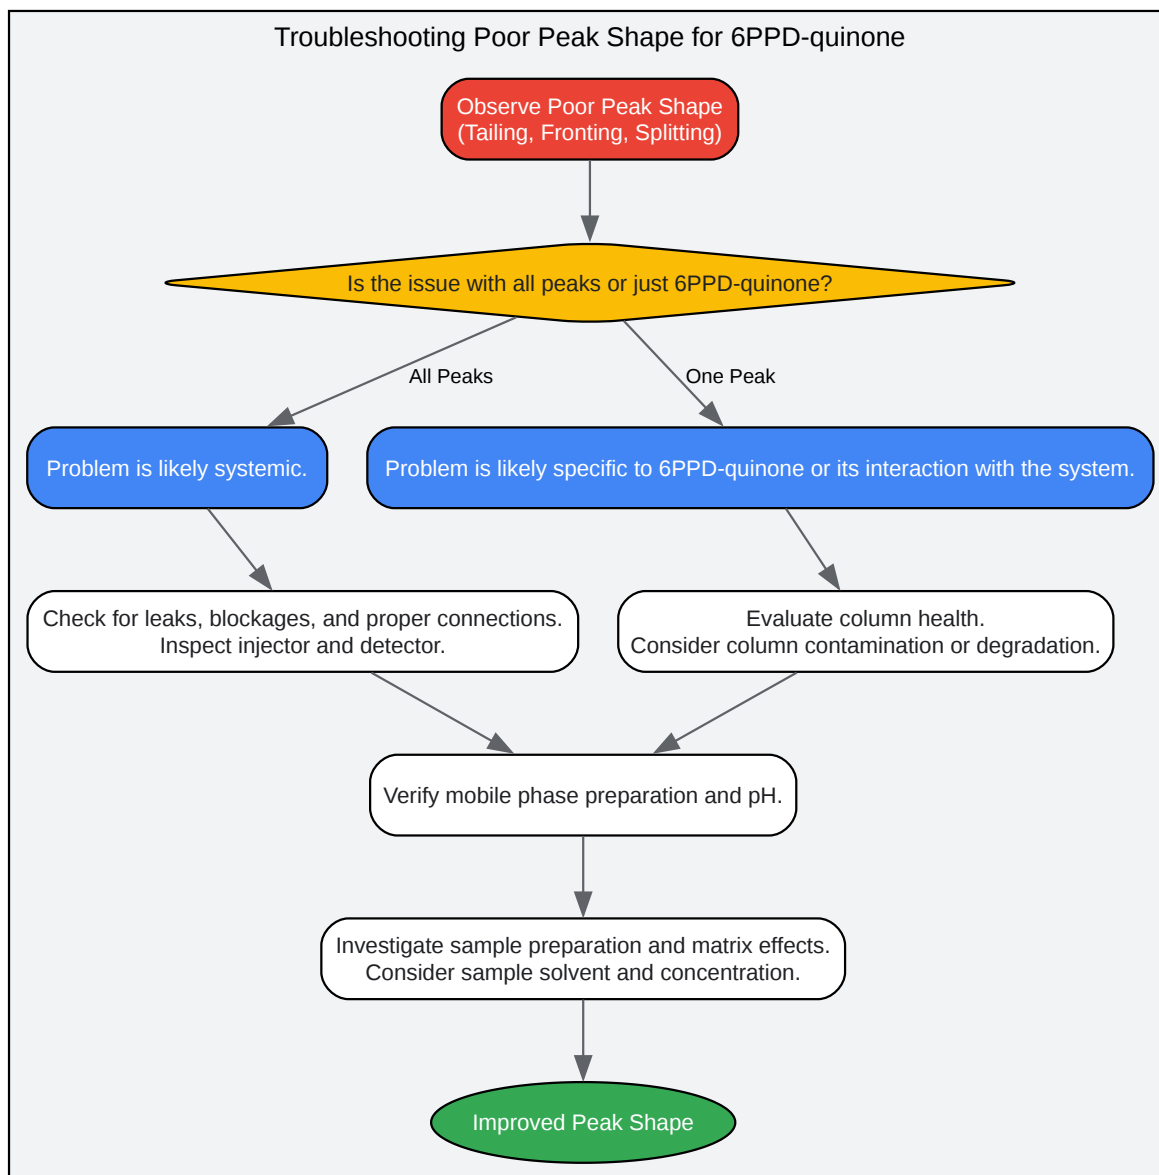 Troubleshooting Poor Peak Shape for 6PPD-quinone
Observe Poor Peak Shape
(Tailing, Fronting, Splitting)
Is the issue with all peaks or just 6PPD-quinone?
All Peaks
One Peak
Problem is likely systemic.
Problem is likely specific to 6PPD-quinone or its interaction with the system.
Check for leaks, blockages, and proper connections.
Inspect injector and detector.
Evaluate column health.
Consider column contamination or degradation.
Verify mobile phase preparation and pH.
Investigate sample preparation and matrix effects.
Consider sample solvent and concentration.
Improved Peak Shape